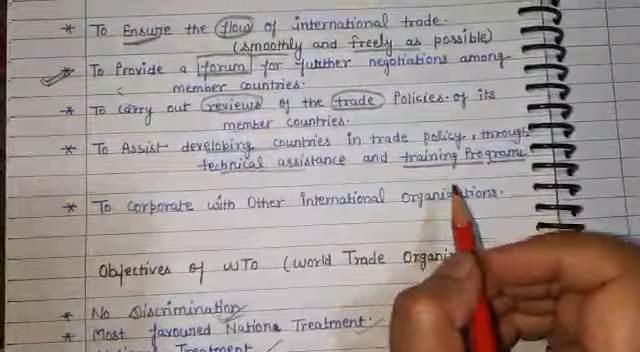 * To Ensure the flow of international trade.
(smoothly and freely as possible)
* To Provide a forum for further negotiations among
member countries.
* To Carry out reviews of the trade Policies of its
member countries.
* To Assist developing countries in trade policy, through
technical assistance and training Programs
* To Corporate with Other International Organizations.
Objectives of WTO (World Trade
* No Discrimination
* Most favoured Nations Treatment.
Treatment